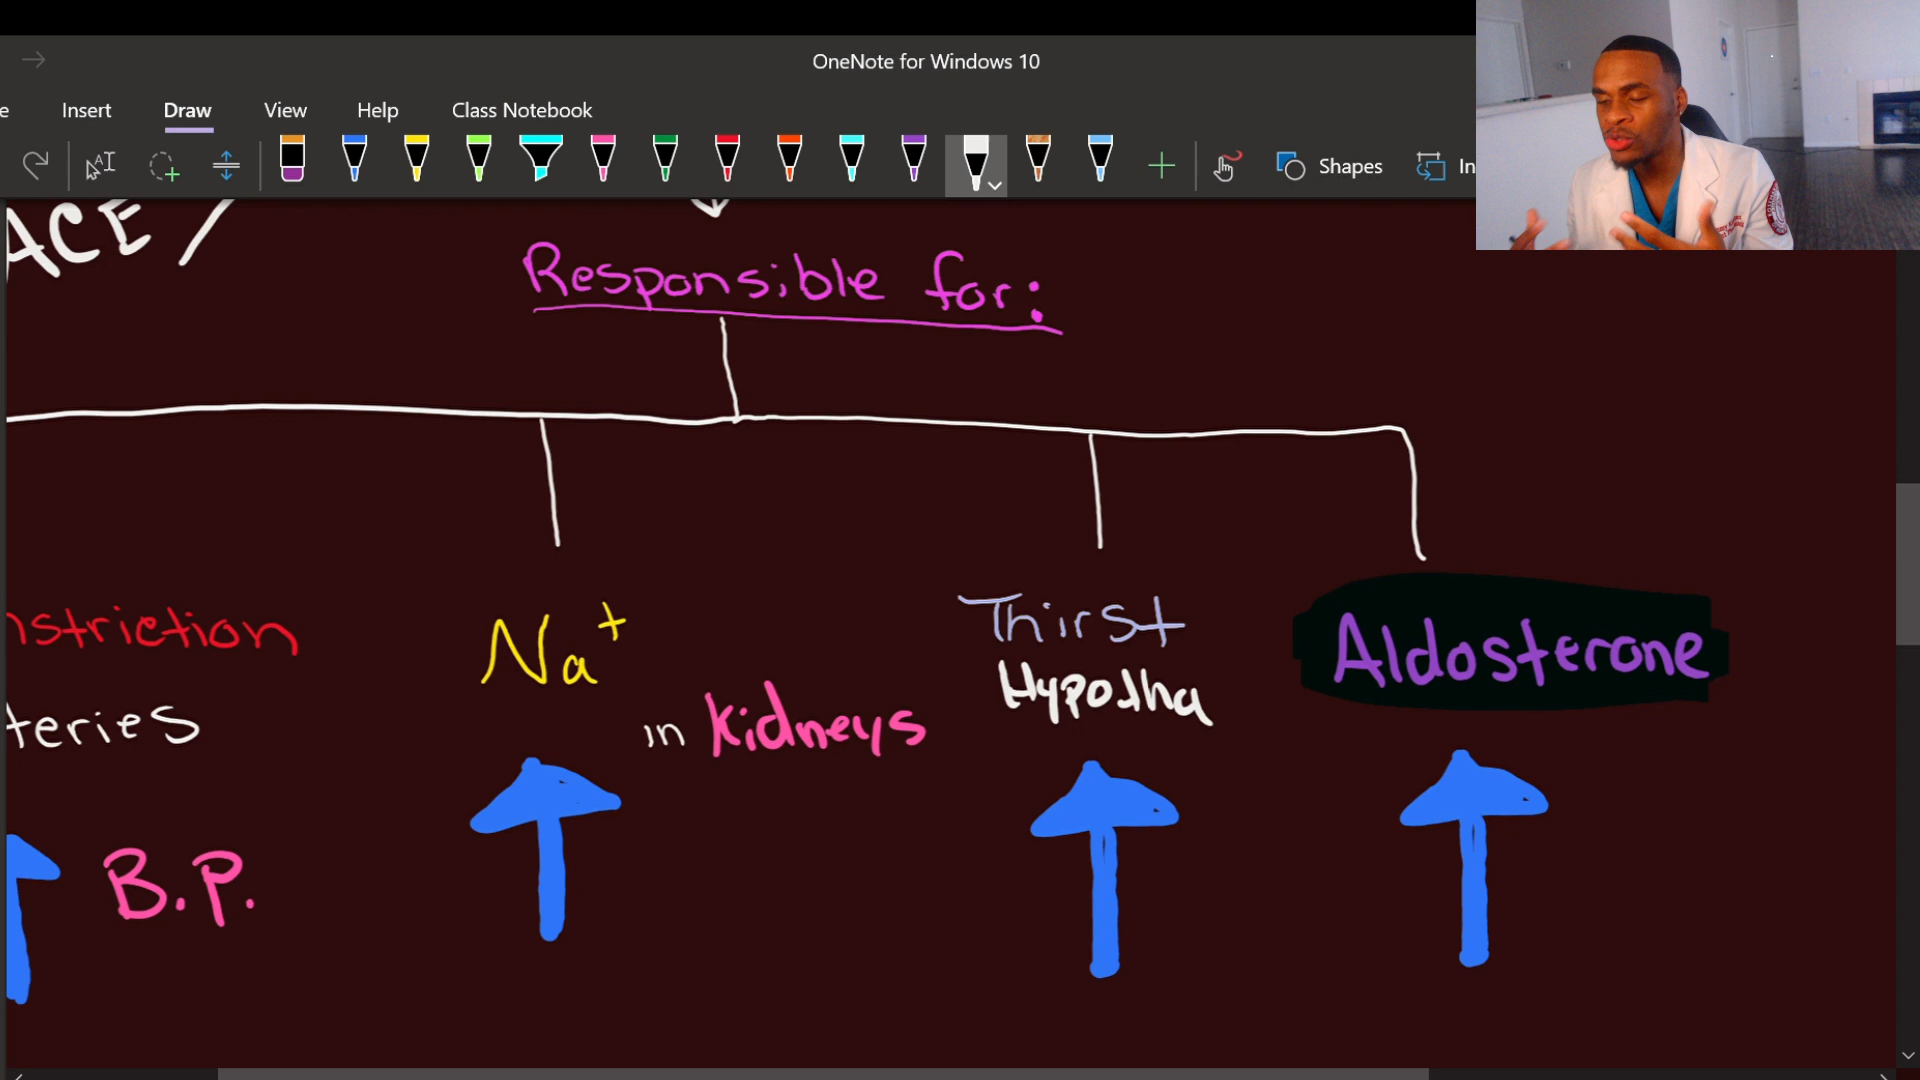 OneNote for Windows 10
e Insert Draw View Help Class Notebook
Shapes In
ACE/
Responsible for:
nstriction
teries
B.P.
Na+
in Kidneys
Thirst
Hypotha
Aldosterone